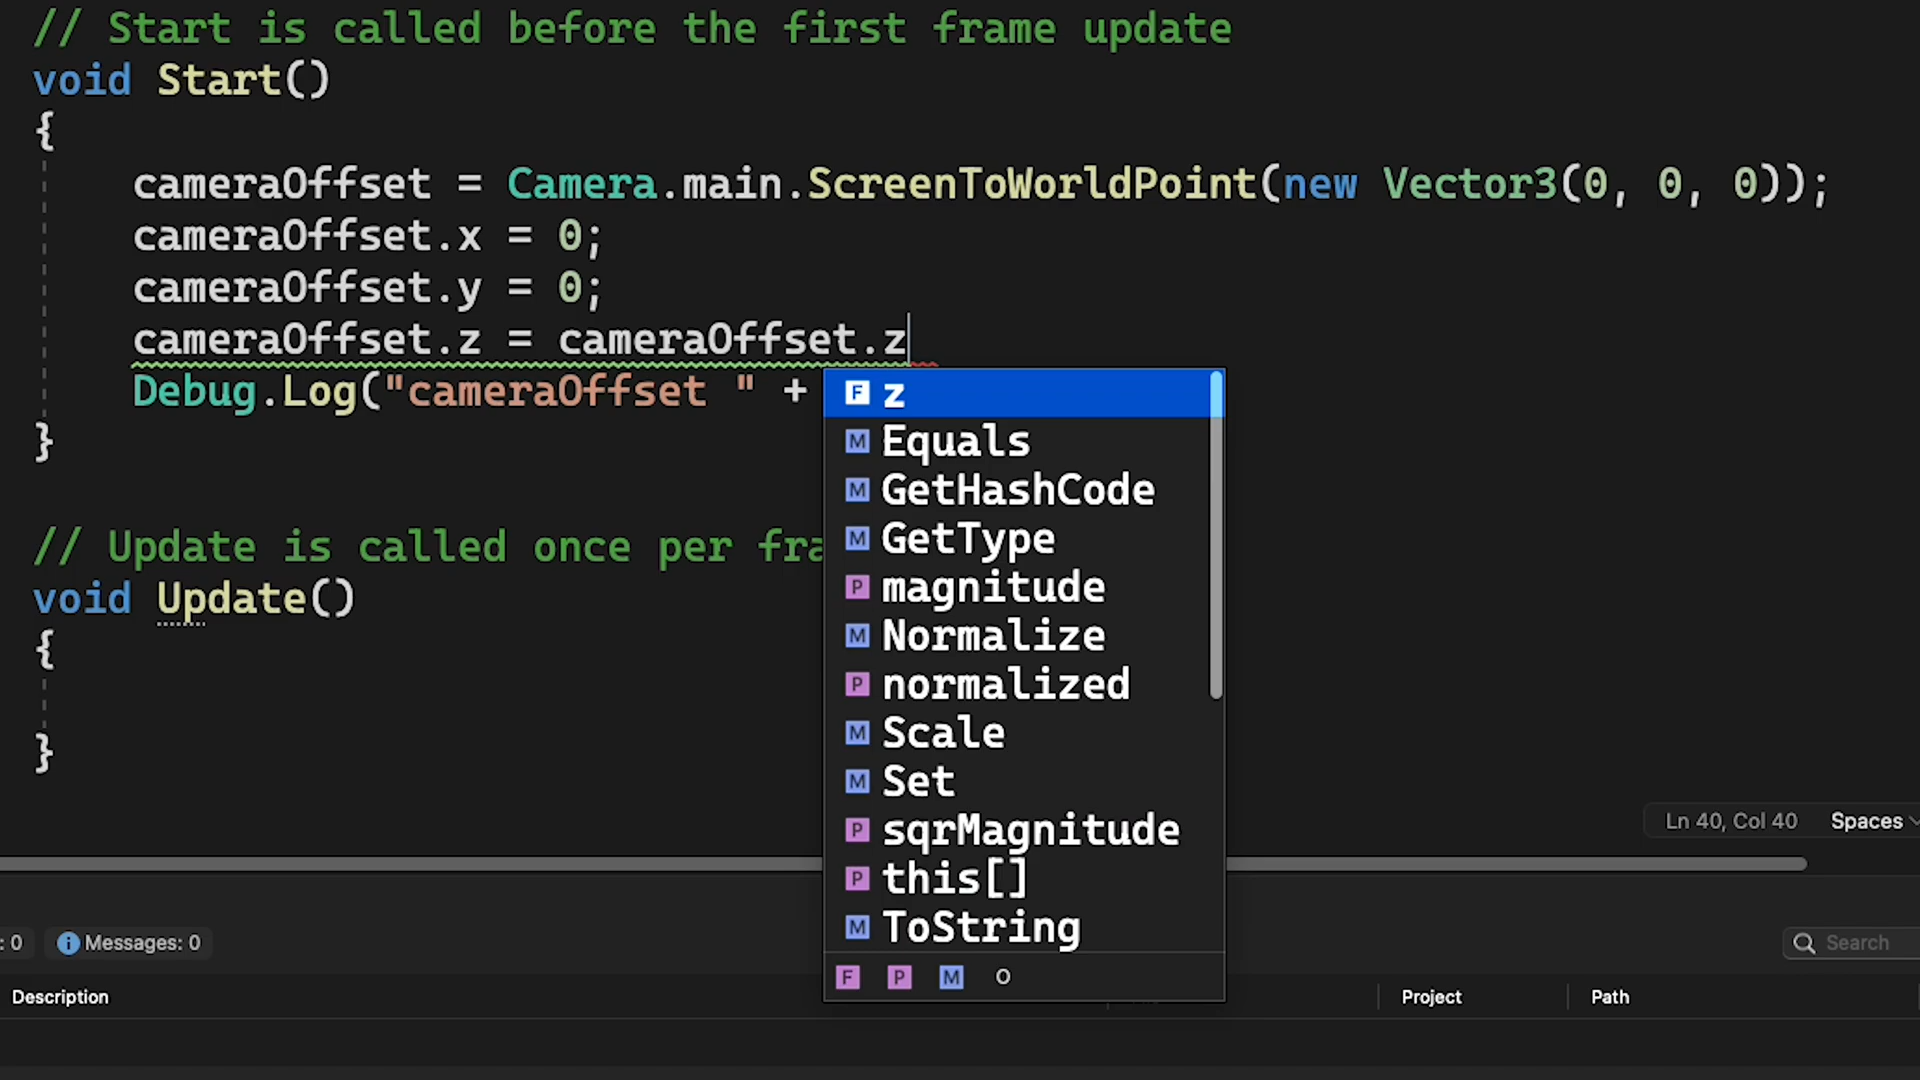 // Start is called before the first frame update
void Start()
{
cameraOffset = Camera.main.ScreenToWorldPoint(new Vector3(0, 0, 0));
cameraOffset.x = 0;
cameraOffset.y = 0;
cameraOffset.z = cameraOffset.z
Debug.Log("cameraOffset " +
}
F z
M Equals
M GetHashCode
M GetType
P magnitude
M Normalize
P normalized
M Scale
M Set
P sqrMagnitude
P this[]
M ToString
F P M
// Update is called once per fra
void Update()
{
}
Ln 40, Col 40 Spaces
: 0 Messages: 0 Search
Description Project Path